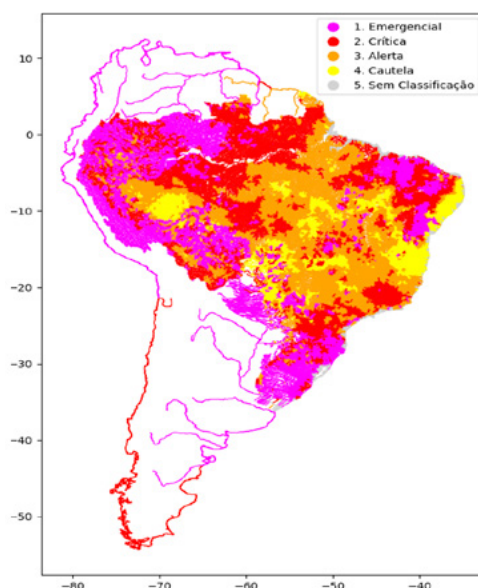 1. Emergencial
2. Crítica
3. Alerta
4. Cautela
5. Sem Classificação
10
0
−10
−20
−30
−40
−50
−80
−70
−60
−50
−40